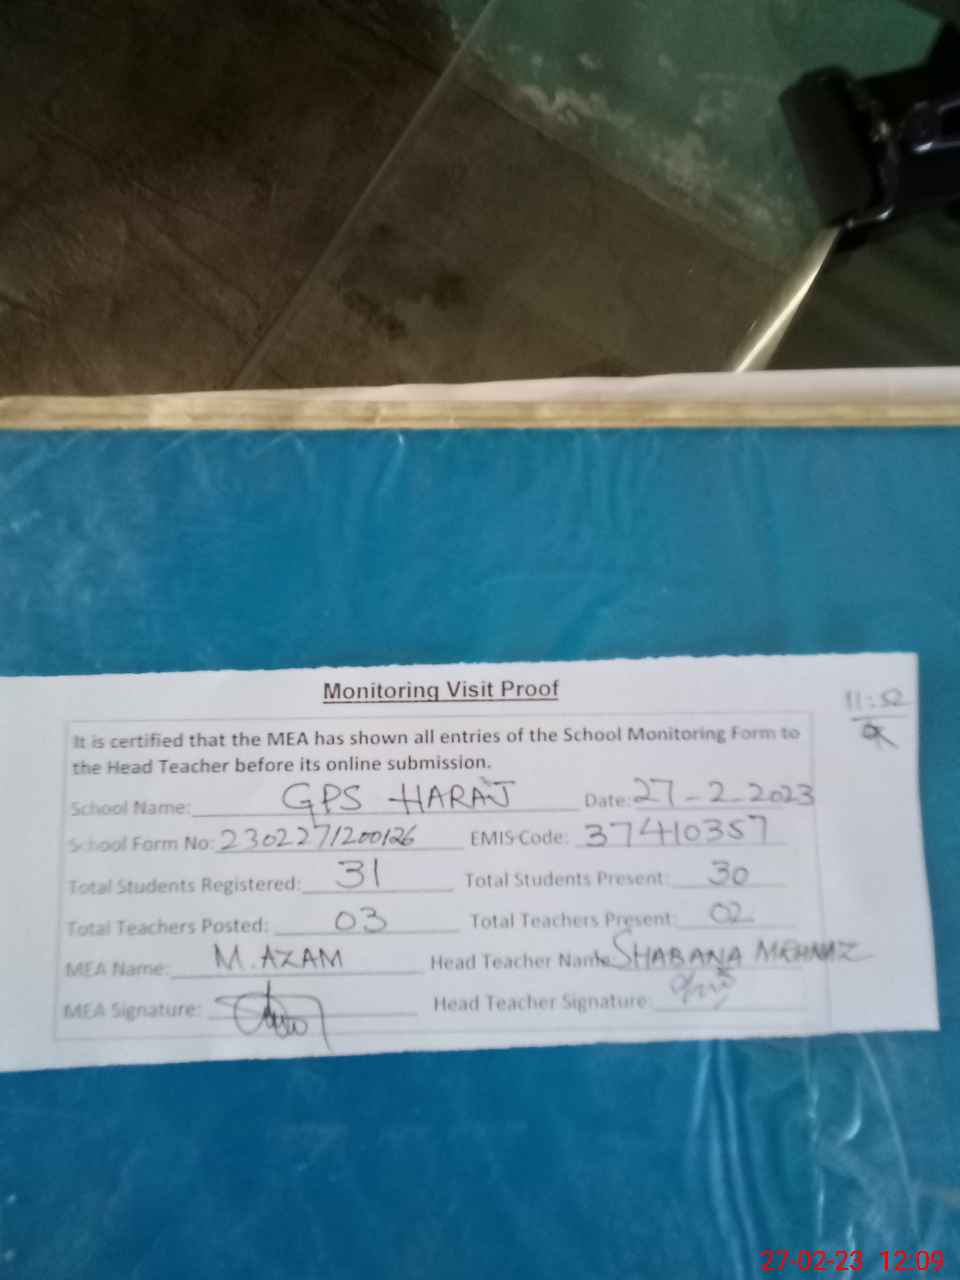 Monitoring Visit Proof
11:52
It is certified that the MEA has shown all entries of the School Monitoring Form to
the Head Teacher before its online submission.
School Name: GPS HARAJ Date: 27-2-2023
School Form No: 2302271200126 EMIS Code: 37410357
Total Students Registered: 31 Total Students Present: 30
Total Teachers Posted: 03 Total Teachers Present: 02
MEA Name: M. AZAM Head Teacher Name: SHABANA MEHNAZ
MEA Signature: Head Teacher Signature:
27-02-23 12:09